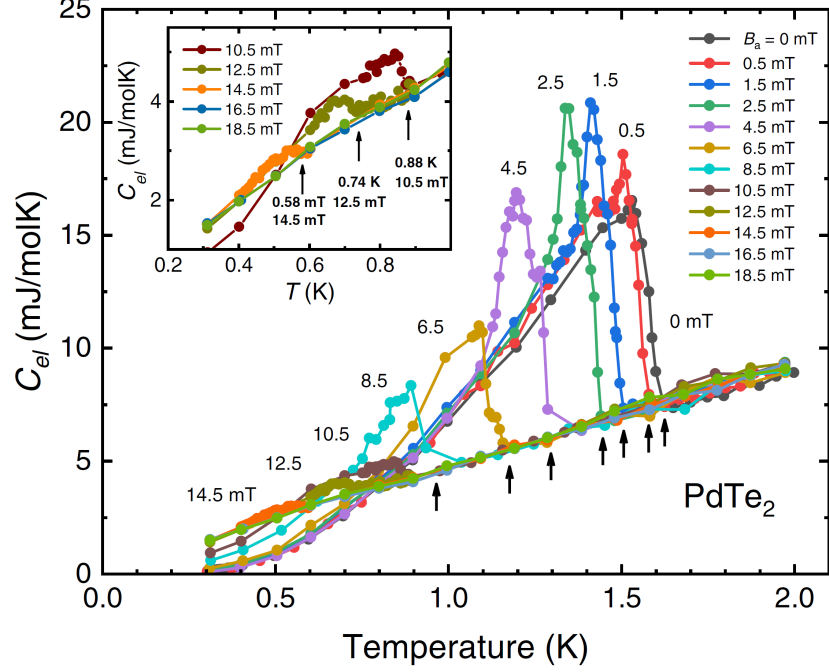 25
20
15
10
5
0
C_el (mJ/molK)
0.0 0.5 1.0 1.5 2.0
Temperature (K)
10.5 mT
12.5 mT
14.5 mT
16.5 mT
18.5 mT
4
2
C_el (mJ/molK)
0.2 0.4 0.6 0.8
T (K)
0.58 mT
14.5 mT
0.74 K
12.5 mT
0.88 K
10.5 mT
B_a = 0 mT
0.5 mT
1.5 mT
2.5 mT
4.5 mT
6.5 mT
8.5 mT
10.5 mT
12.5 mT
14.5 mT
16.5 mT
18.5 mT
2.5
1.5
0.5
4.5
0 mT
6.5
8.5
10.5
12.5
14.5 mT
PdTe₂